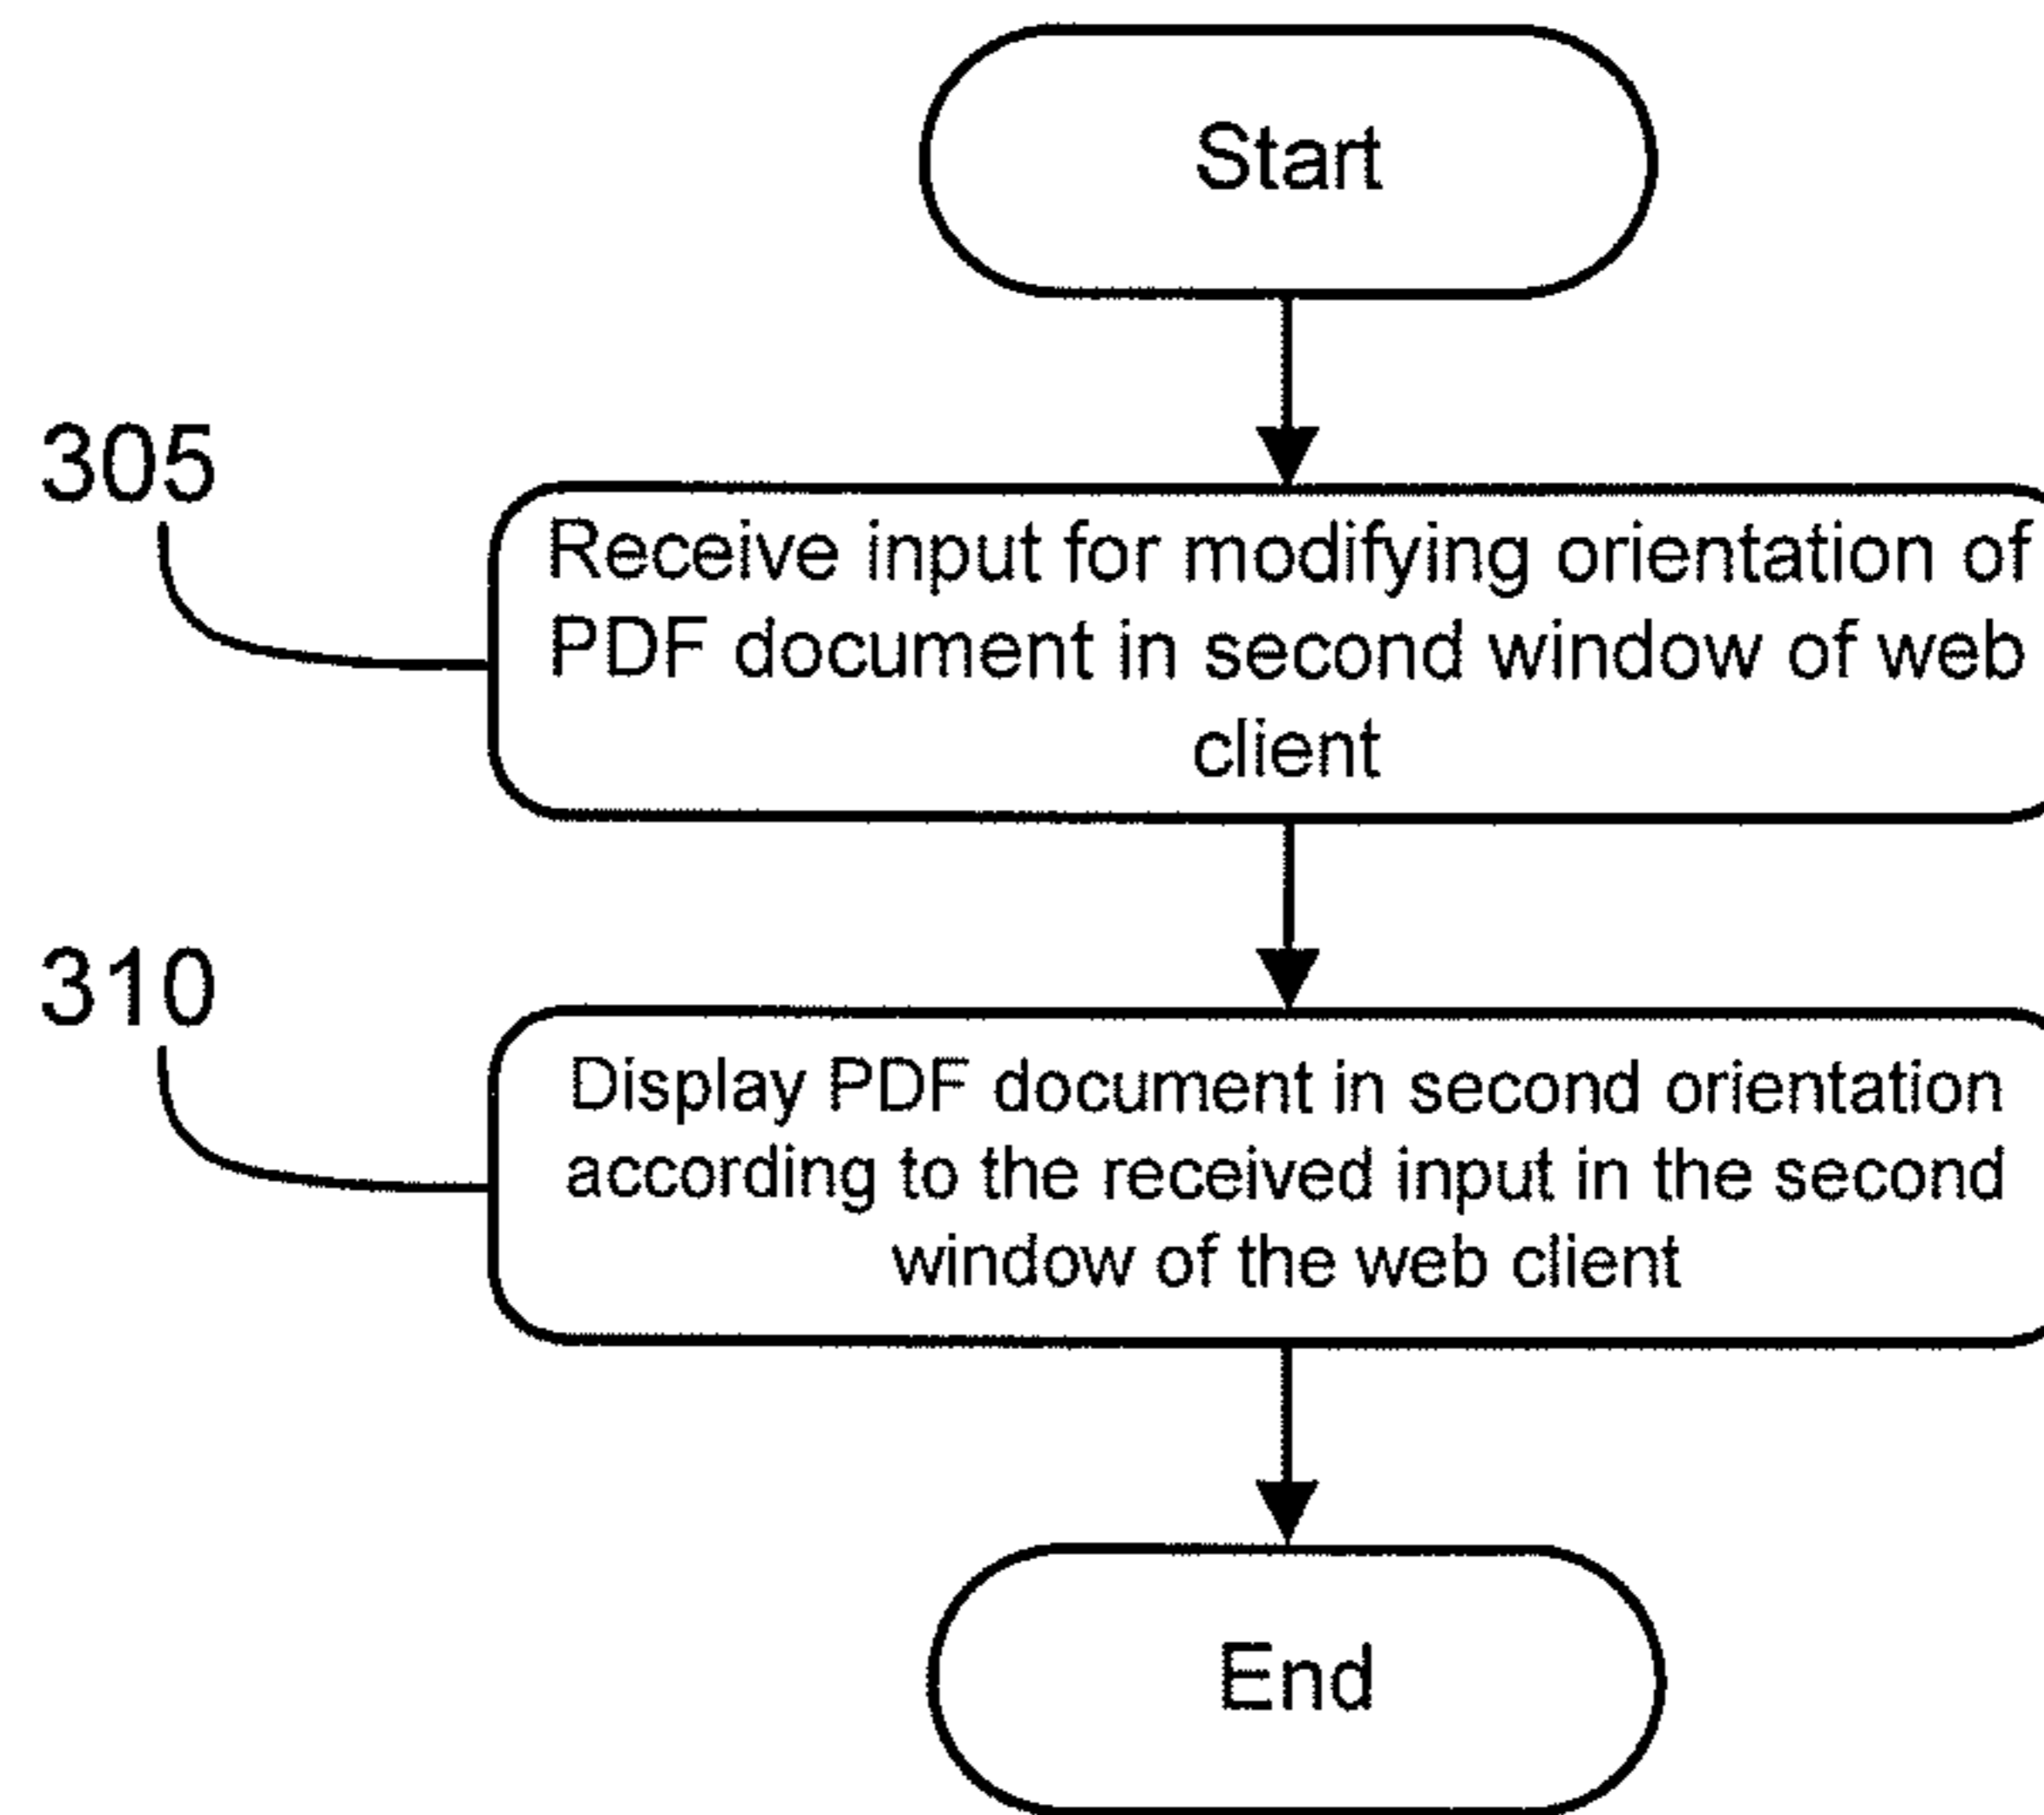 Start
305
Receive input for modifying orientation of
PDF document in second window of web
client
310
Display PDF document in second orientation
according to the received input in the second
window of the web client
End